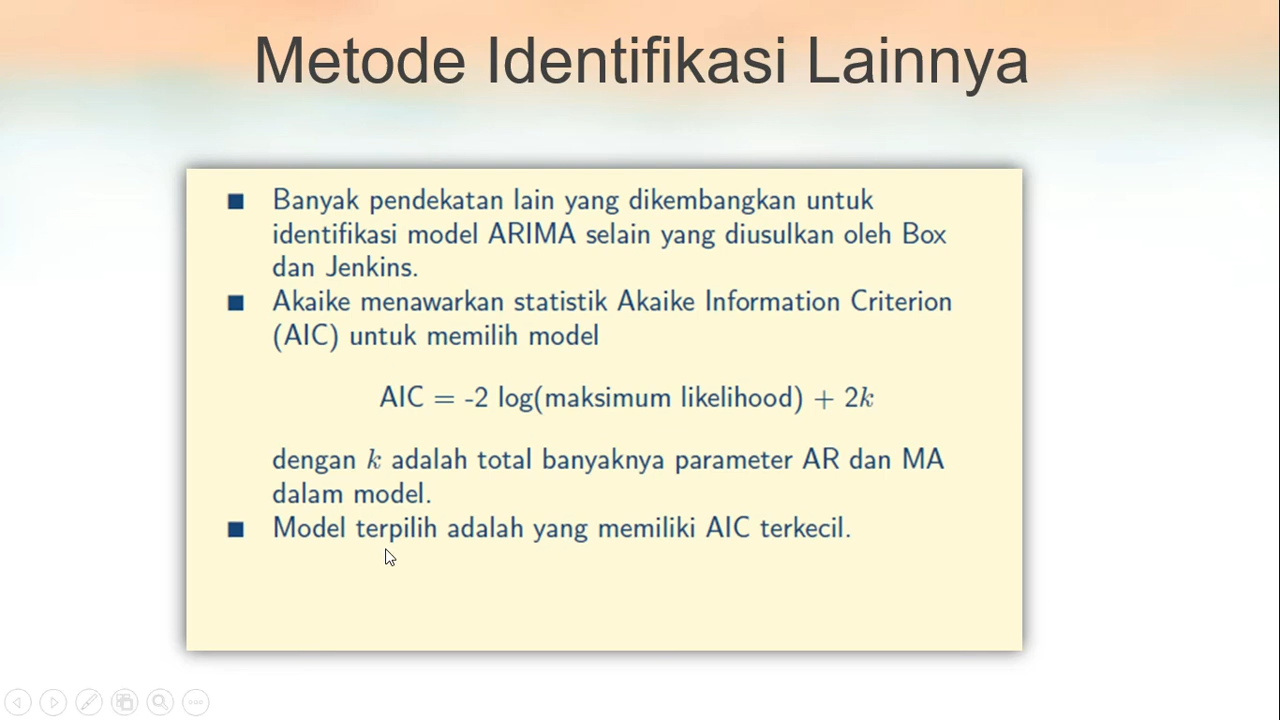 Metode Identifikasi Lainnya
Banyak pendekatan lain yang dikembangkan untuk
identifikasi model ARIMA selain yang diusulkan oleh Box
dan Jenkins.
Akaike menawarkan statistik Akaike Information Criterion
(AIC) untuk memilih model
AIC = -2 log(maksimum likelihood) + 2k
dengan k adalah total banyaknya parameter AR dan MA
dalam model.
Model terpilih adalah yang memiliki AIC terkecil.